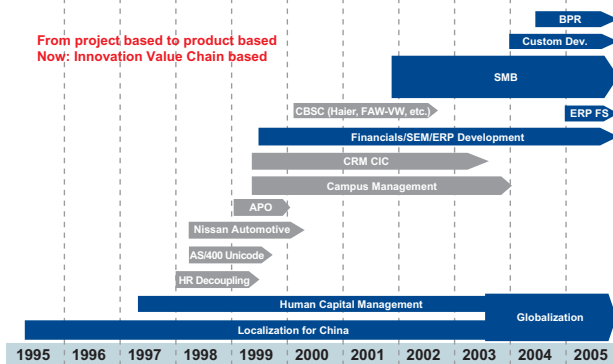 BPR
Custom Dev.
From project based to product based
Now: Innovation Value Chain based
SMB
CBSC (Haier, FAW-VW, etc.)
ERP FS
Financials/SEM/ERP Development
CRM CIC
Campus Management
APO
Nissan Automotive
AS/400 Unicode
HR Decoupling
Human Capital Management
Globalization
Localization for China
1995 1996 1997 1998 1999 2000 2001 2002 2003 2004 2005